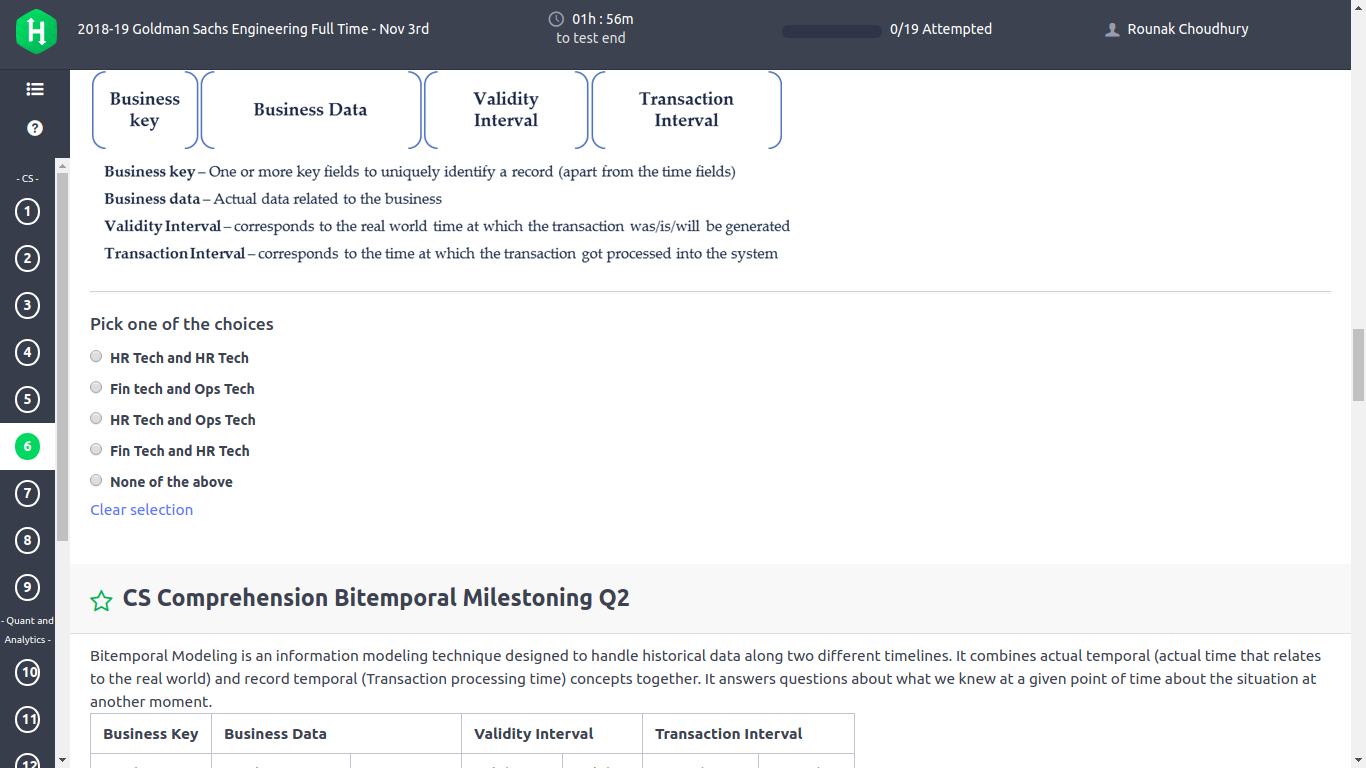 2018-19 Goldman Sachs Engineering Full Time - Nov 3rd
01h : 56m
to test end
0/19 Attempted
Rounak Choudhury
- CS -
1
2
3
4
5
6
7
8
9
- Quant and
Analytics -
10
11
12
Business
key
Business Data
Validity
Interval
Transaction
Interval
Business key – One or more key fields to uniquely identify a record (apart from the time fields)
Business data – Actual data related to the business
Validity Interval – corresponds to the real world time at which the transaction was/is/will be generated
Transaction Interval – corresponds to the time at which the transaction got processed into the system
Pick one of the choices
HR Tech and HR Tech
Fin tech and Ops Tech
HR Tech and Ops Tech
Fin Tech and HR Tech
None of the above
Clear selection
CS Comprehension Bitemporal Milestoning Q2
Bitemporal Modeling is an information modeling technique designed to handle historical data along two different timelines. It combines actual temporal (actual time that relates
to the real world) and record temporal (Transaction processing time) concepts together. It answers questions about what we knew at a given point of time about the situation at
another moment.
Business Key Business Data Validity Interval Transaction Interval